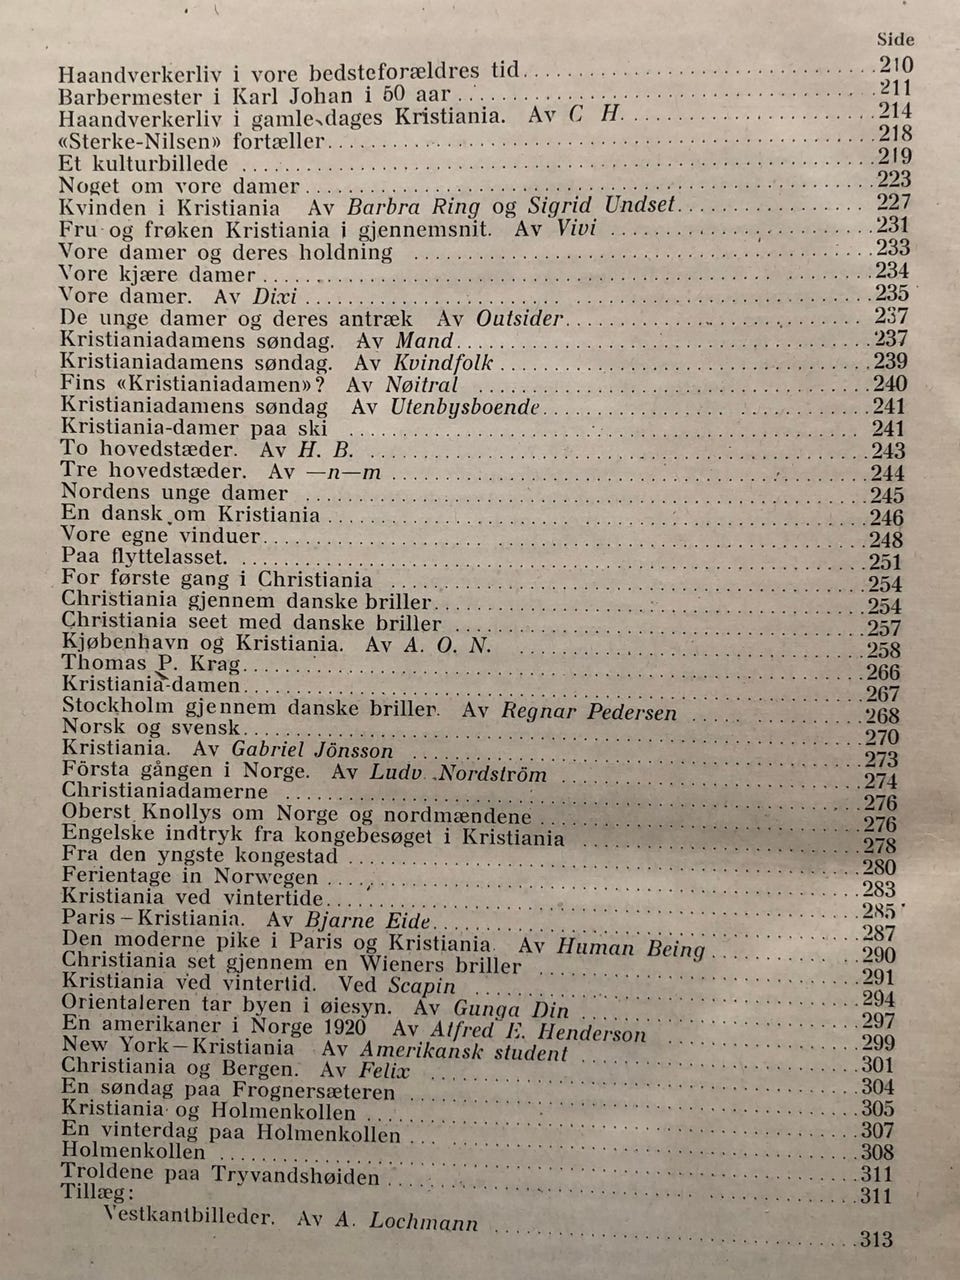 Side
Haandverkerliv i vore bedsteforældres tid 210
Barbermester i Karl Johan i 50 aar 211
Haandverkerliv i gamle dages Kristiania. Av C H. 214
«Sterke-Nilsen» fortæller 218
Et kulturbillede 219
Noget om vore damer 223
Kvinden i Kristiania Av Barbra Ring og Sigrid Undset 227
Fru og frøken Kristiania i gjennemsnit. Av Vivi 231
Vore damer og deres holdning 233
Vore kjære damer 234
Vore damer. Av Dixi 235
De unge damer og deres antræk Av Outsider 237
Kristianiadamens søndag. Av Mand 237
Kristianiadamens søndag. Av Kvindfolk 239
Fins «Kristianiadamen»? Av Nøitral 240
Kristianiadamens søndag Av Utenbysboende 241
Kristiania-damer paa ski 241
To hovedstæder. Av H. B. 243
Tre hovedstæder. Av —n—m 244
Nordens unge damer 245
En dansk om Kristiania 246
Vore egne vinduer 248
Paa flyttelasset. 251
For første gang i Christiania 254
Christiania gjennem danske briller 254
Christiania seet med danske briller 257
Kjøbenhavn og Kristiania. Av A. O. N. 258
Thomas P. Krag 266
Kristiania-damen 267
Stockholm gjennem danske briller. Av Regnar Pedersen 268
Norsk og svensk 270
Kristiania. Av Gabriel Jönsson 273
Första gången i Norge. Av Ludv. Nordström 274
Christianiadamerne 276
Oberst Knollys om Norge og nordmændene 276
Engelske indtryk fra kongebesøget i Kristiania 278
Fra den yngste kongestad 280
Ferientage in Norwegen 283
Kristiania ved vintertide 285
Paris – Kristiania. Av Bjarne Eide 287
Den moderne pike i Paris og Kristiania. Av Human Being 290
Christiania set gjennem en Wieners briller 291
Kristiania ved vintertid. Ved Scapin 294
Orientaleren tar byen i øiesyn. Av Gunga Din 297
En amerikaner i Norge 1920 Av Alfred E. Henderson 299
New York – Kristiania Av Amerikansk student 301
Christiania og Bergen. Av Felix 304
En søndag paa Frognersæteren 305
Kristiania og Holmenkollen 307
En vinterdag paa Holmenkollen 308
Holmenkollen 311
Troldene paa Tryvandshøiden 311
Tillæg:
Vestkantbilleder. Av A. Lochmann 313